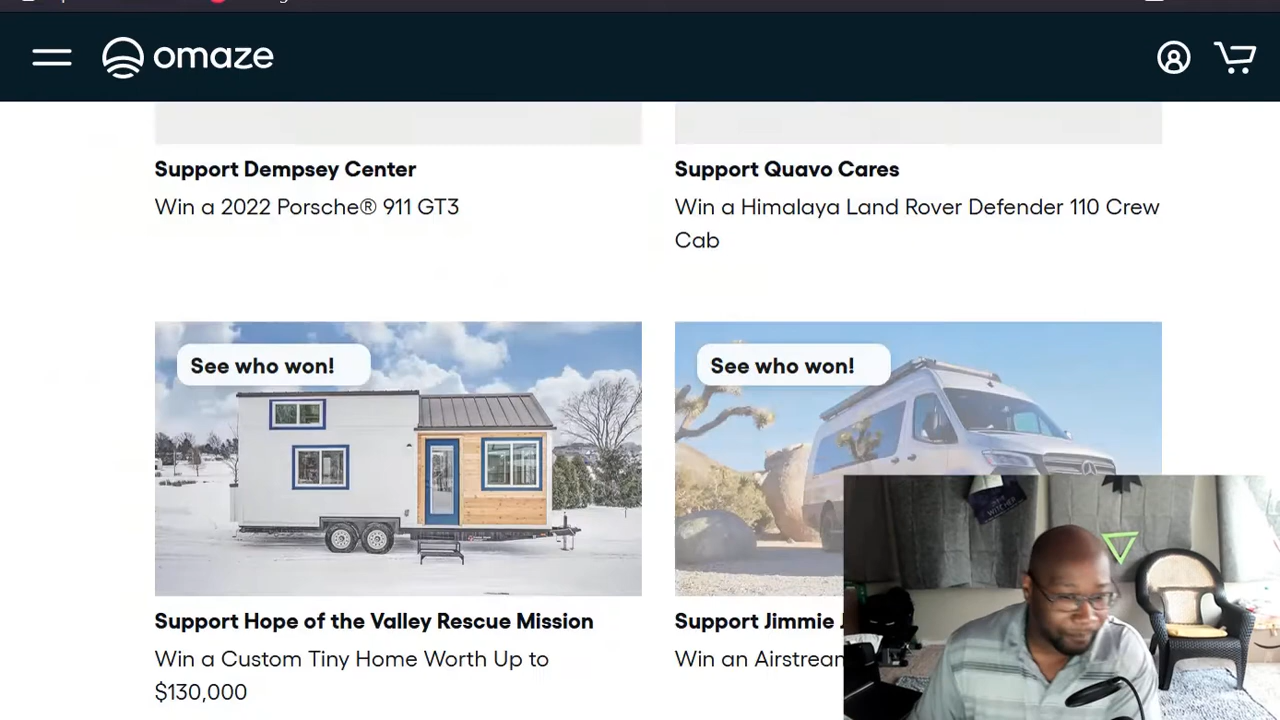 omaze
Support Dempsey Center
Win a 2022 Porsche® 911 GT3
Support Quavo Cares
Win a Himalaya Land Rover Defender 110 Crew
Cab
See who won!
See who won!
Support Hope of the Valley Rescue Mission
Win a Custom Tiny Home Worth Up to
$130,000
Support Jimmie
Win an Airstream